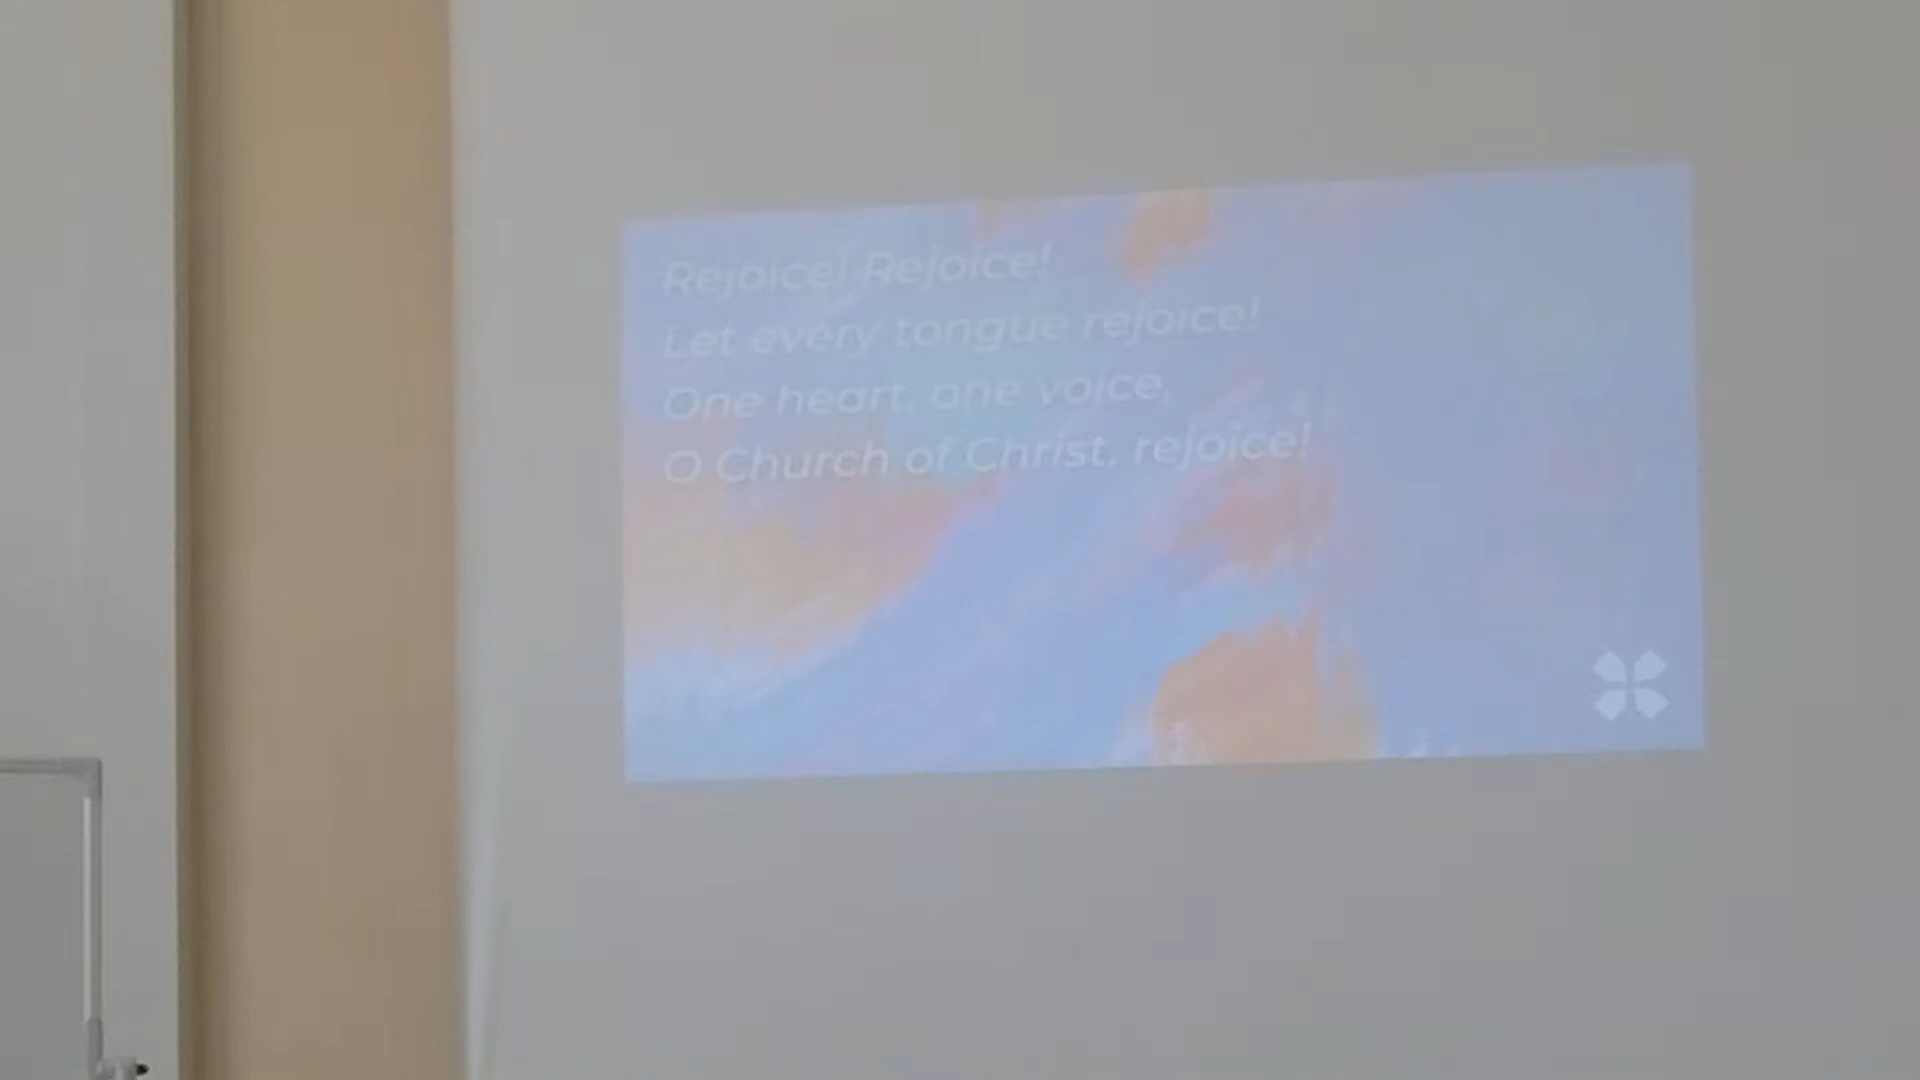 Rejoice! Rejoice!
Let every tongue rejoice!
One heart, one voice,
O Church of Christ, rejoice!